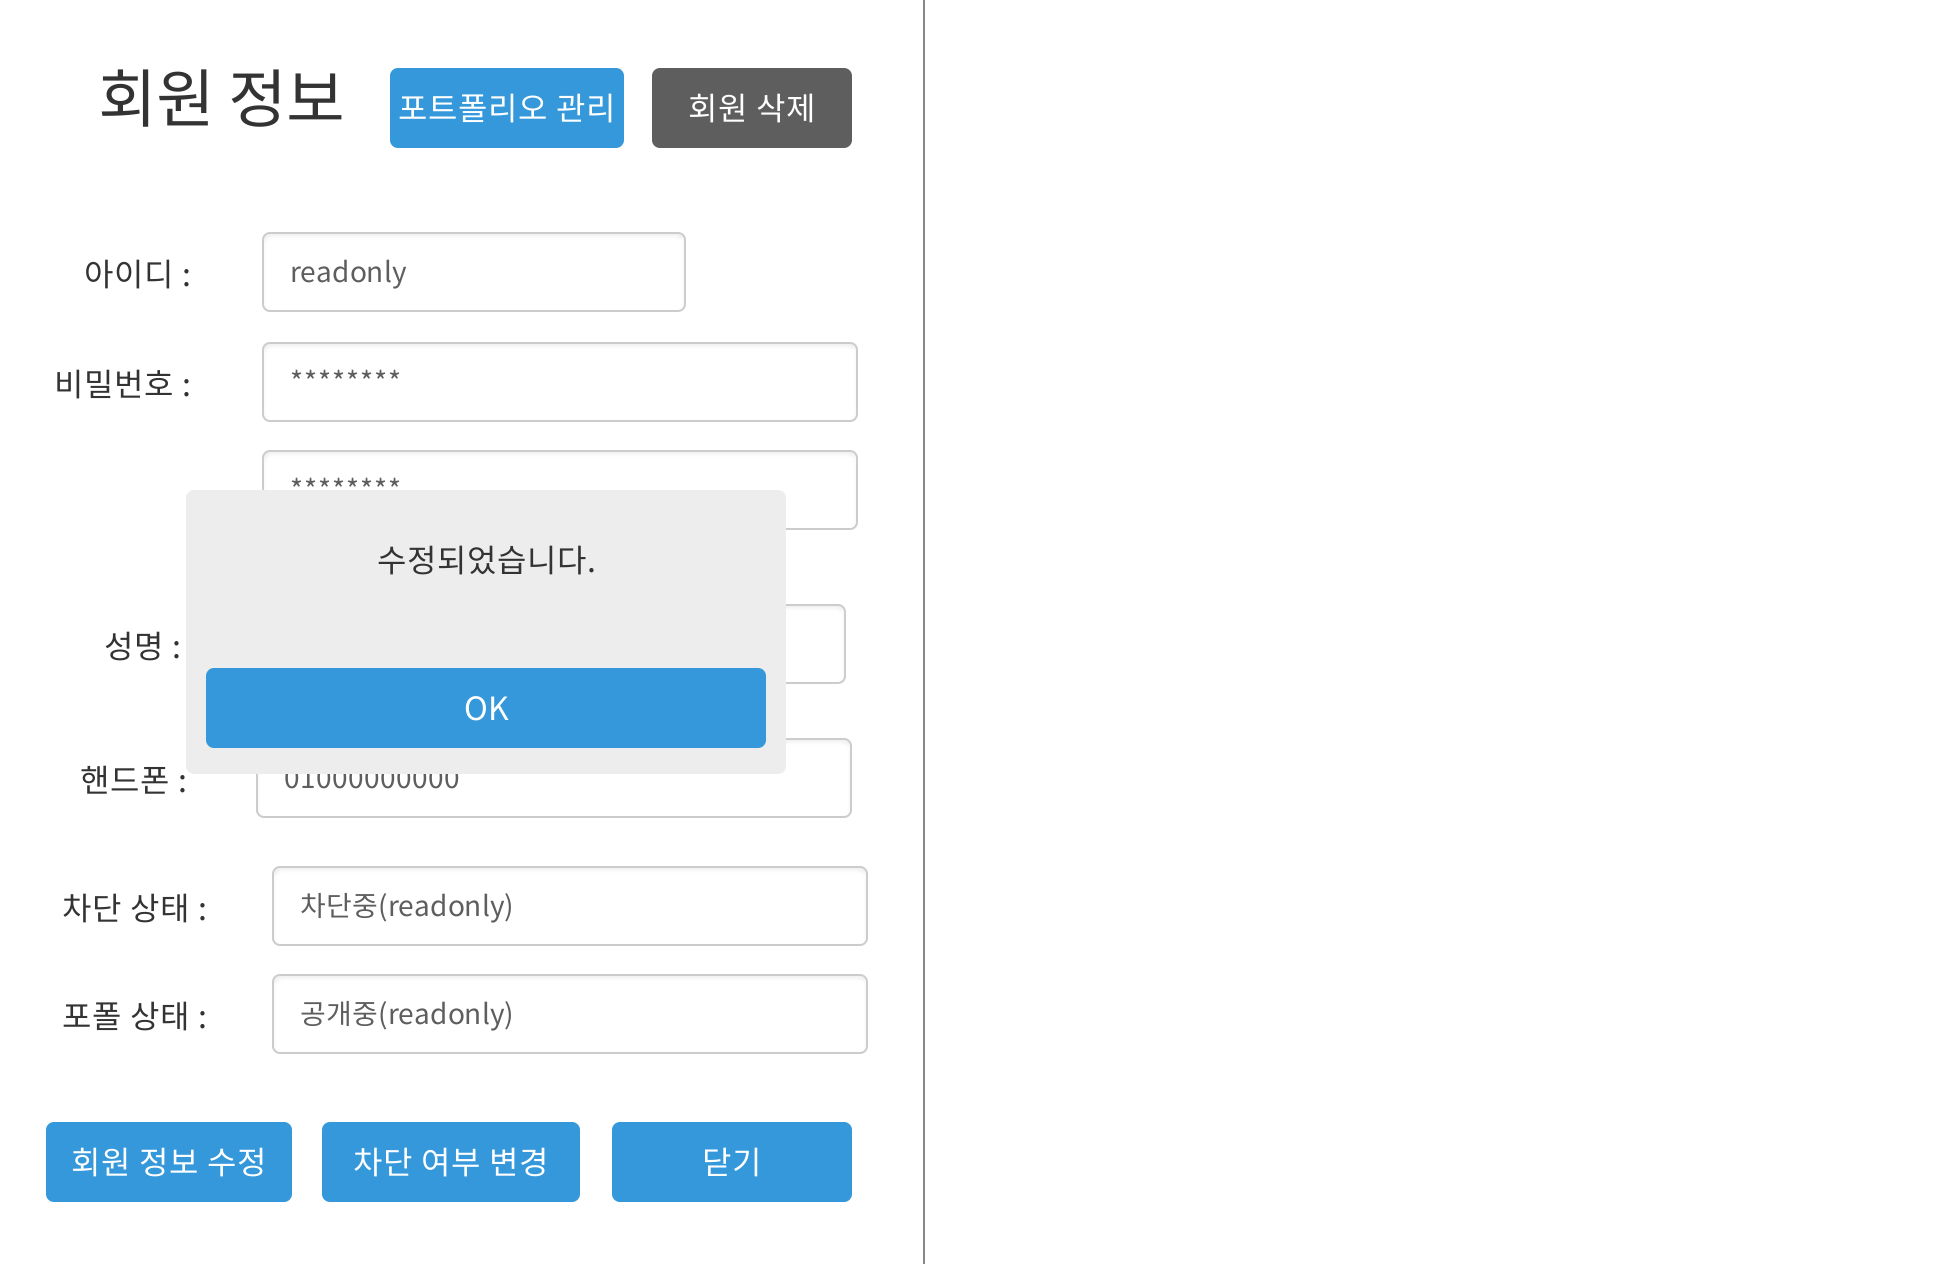 회원 정보
포트폴리오 관리
회원 삭제
아이디 :
readonly
비밀번호 :
********
********
수정되었습니다.
성명 :
OK
핸드폰 :
01000000000
차단 상태 :
차단중(readonly)
포폴 상태 :
공개중(readonly)
회원 정보 수정
차단 여부 변경
닫기